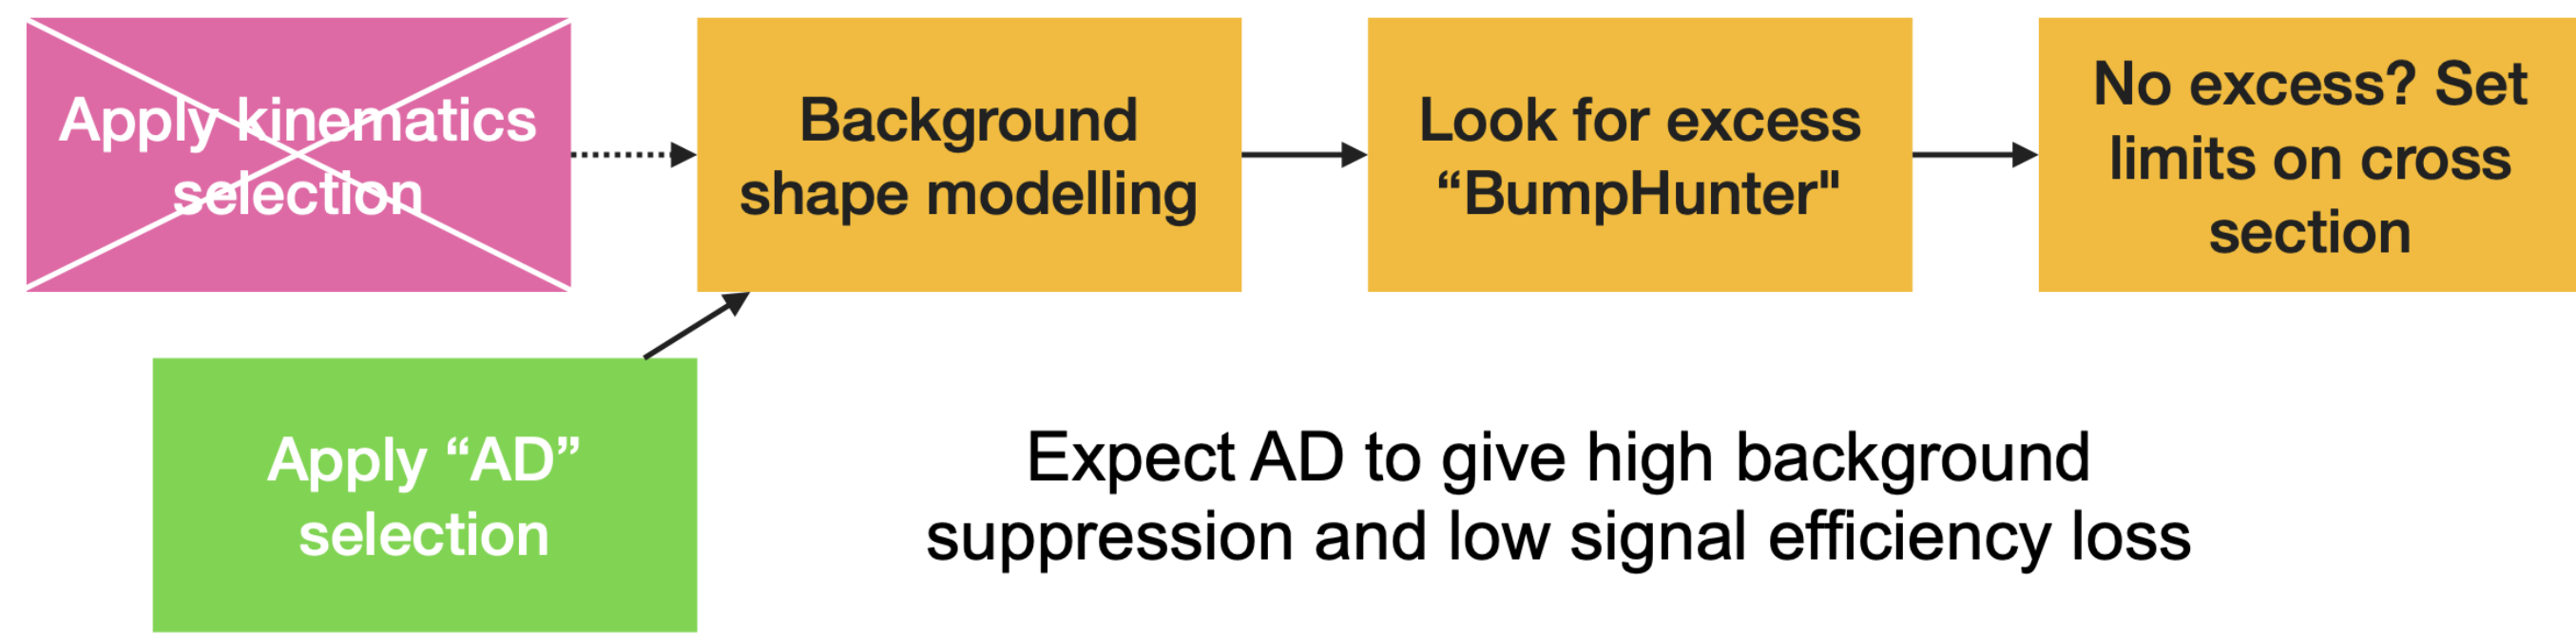 Apply kinematics
selection
Background
shape modelling
Look for excess
“BumpHunter"
No excess? Set
limits on cross
section
Apply “AD”
selection
Expect AD to give high background
suppression and low signal efficiency loss